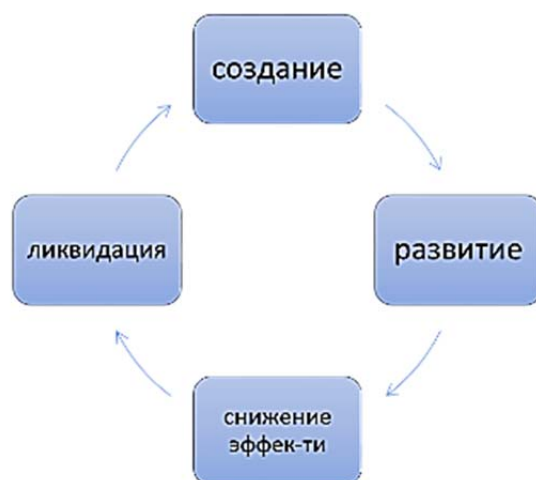 создание
развитие
снижение
эффек-ти
ликвидация